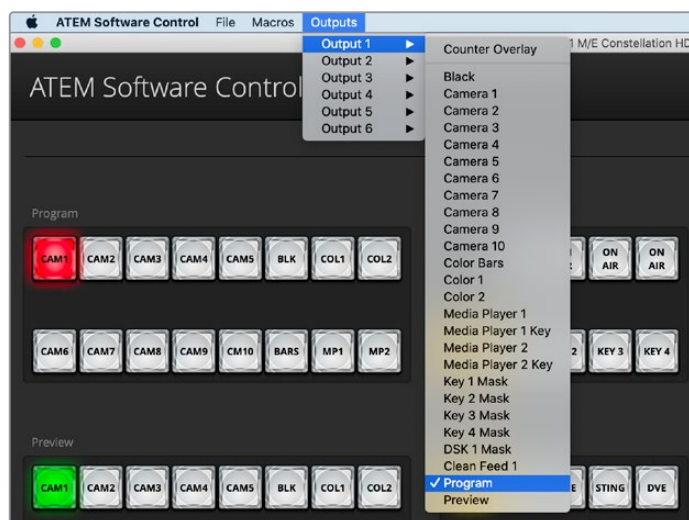 ATEM Software Control File Macros Outputs
1 M/E Constellation HD
ATEM Software Control
Output 1
Output 2
Output 3
Output 4
Output 5
Output 6
Counter Overlay
Black
Camera 1
Camera 2
Camera 3
Camera 4
Camera 5
Camera 6
Camera 7
Camera 8
Camera 9
Camera 10
Color Bars
Color 1
Color 2
Media Player 1
Media Player 1 Key
Media Player 2
Media Player 2 Key
Key 1 Mask
Key 2 Mask
Key 3 Mask
Key 4 Mask
DSK 1 Mask
Clean Feed 1
✓ Program
Preview
Program
CAM1 CAM2 CAM3 CAM4 CAM5 BLK COL1 COL2
CAM6 CAM7 CAM8 CAM9 CM10 BARS MP1 MP2
Preview
CAM1 CAM2 CAM3 CAM4 CAM5 BLK COL1 COL2
ON AIR ON AIR
2 KEY 3 KEY 4
E STING DVE